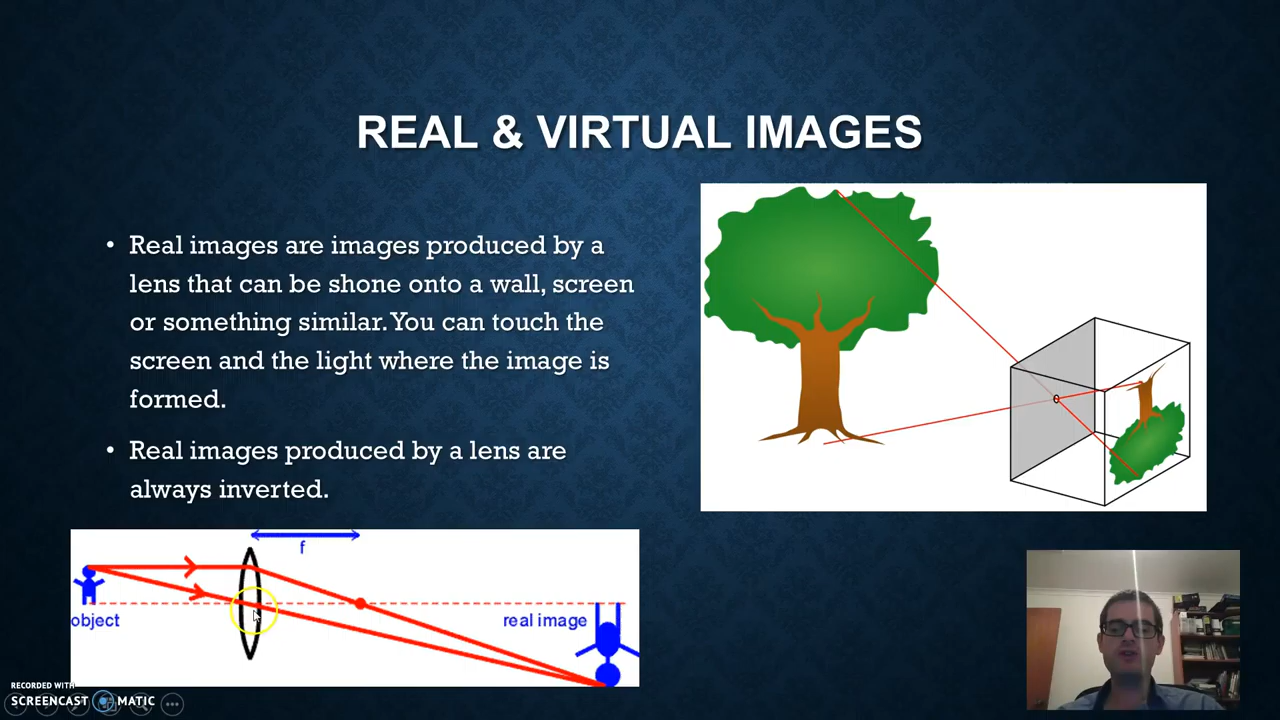 REAL & VIRTUAL IMAGES
• Real images are images produced by a
lens that can be shone onto a wall, screen
or something similar. You can touch the
screen and the light where the image is
formed.
• Real images produced by a lens are
always inverted.
f
object
real image
RECORDED WITH
SCREENCAST MATIC